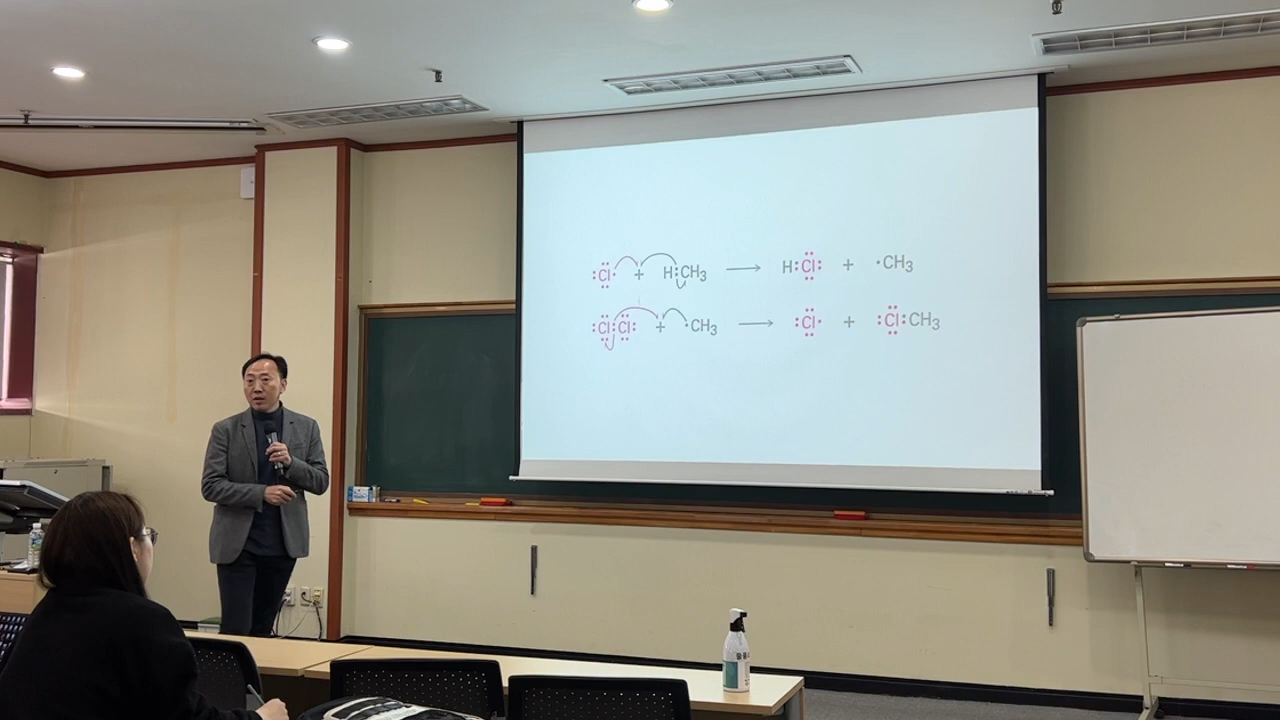 :Cl· + H:CH₃ → H:Cl: + ·CH₃
:Cl:Cl: + ·CH₃ → :Cl· + :Cl:CH₃